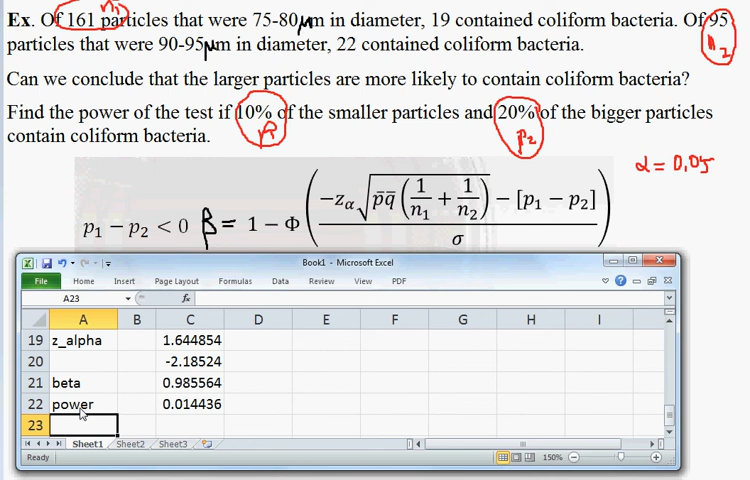 n₁
Ex. Of 161 particles that were 75-80μm in diameter, 19 contained coliform bacteria. Of 95
particles that were 90-95μm in diameter, 22 contained coliform bacteria.
n₂
Can we conclude that the larger particles are more likely to contain coliform bacteria?
Find the power of the test if 10% of the smaller particles and 20% of the bigger particles
contain coliform bacteria.
p₁ p₂
α = 0.05
p₁ − p₂ < 0 β = 1 − Φ ( (−z_α √(p̄q̄(1/n₁ + 1/n₂)) − [p₁ − p₂]) / σ )
Book1 - Microsoft Excel
File Home Insert Page Layout Formulas Data Review View PDF
A23 fx
A B C D E F G H I
19 z_alpha 1.644854
20 -2.18524
21 beta 0.985564
22 power 0.014436
23
Sheet1 Sheet2 Sheet3
Ready 150%